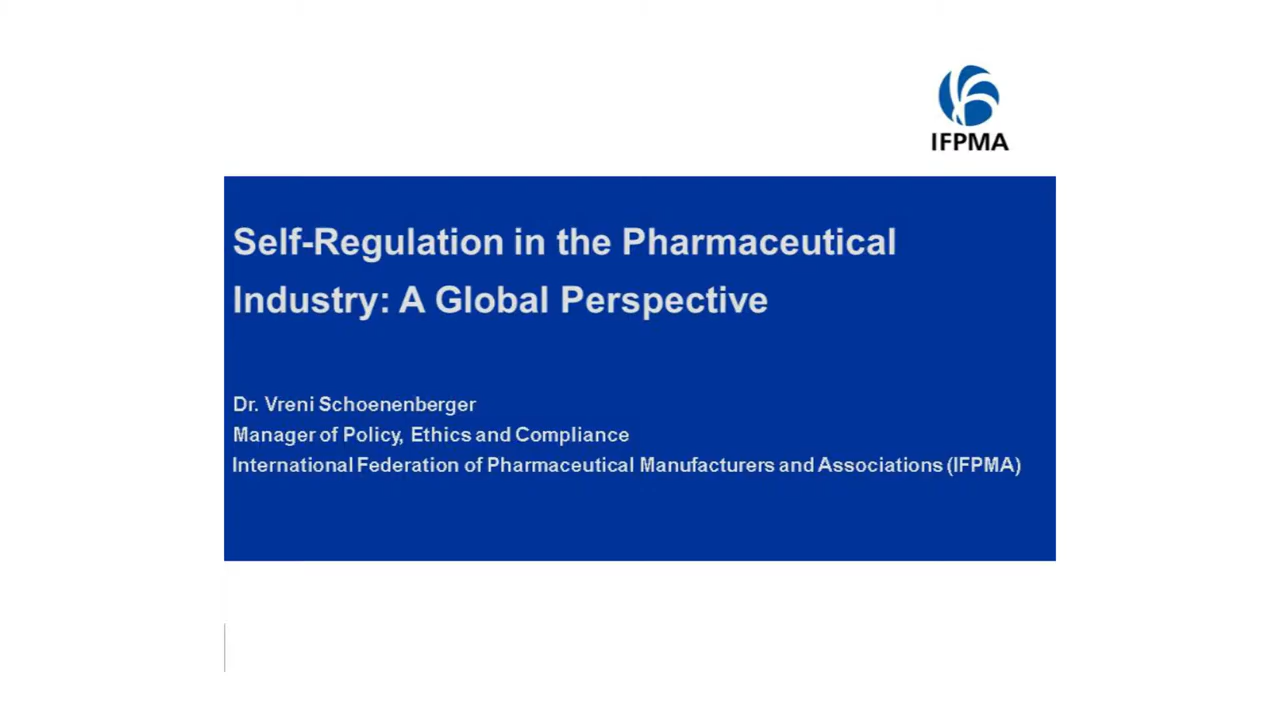 IFPMA
Self-Regulation in the Pharmaceutical
Industry: A Global Perspective
Dr. Vreni Schoenenberger
Manager of Policy, Ethics and Compliance
International Federation of Pharmaceutical Manufacturers and Associations (IFPMA)